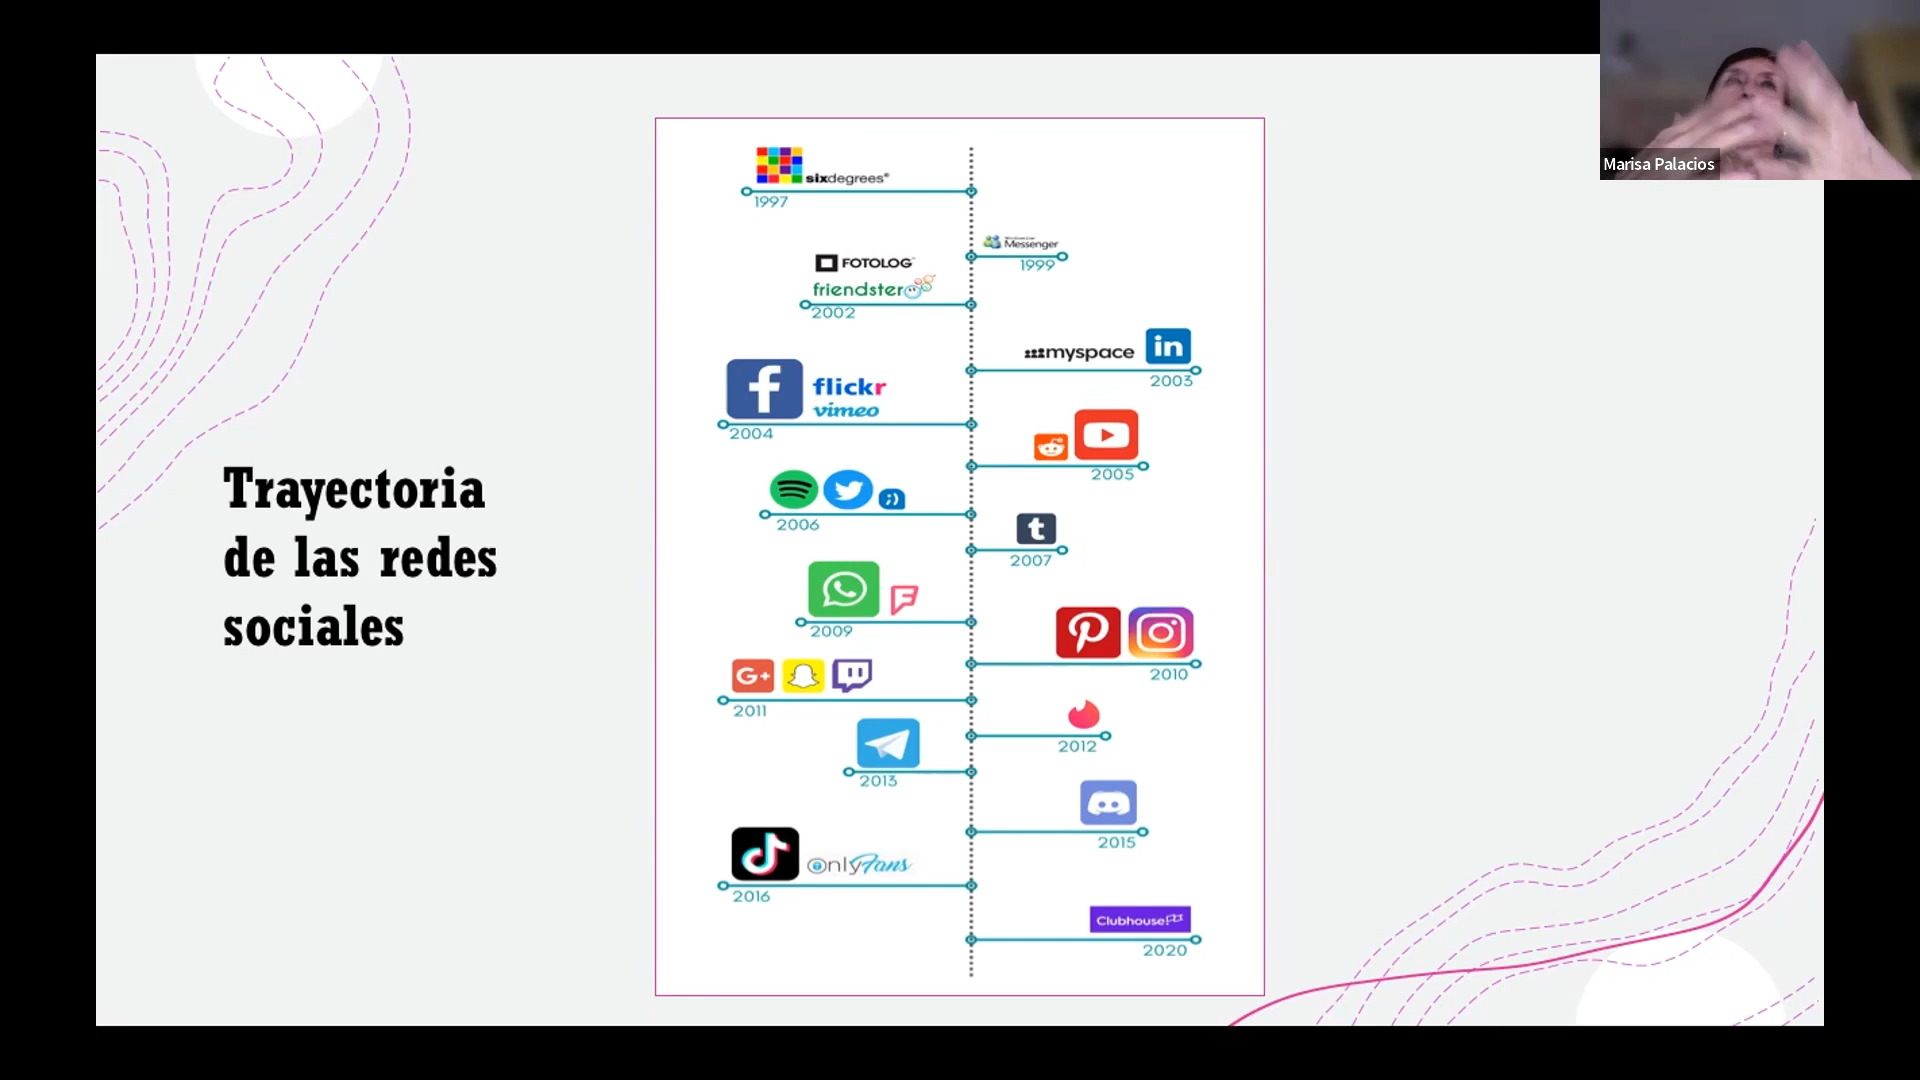 Marisa Palacios
Trayectoria
de las redes
sociales
sixdegrees®
1997
Messenger
1999
FOTOLOG™
friendster
2002
myspace in
2003
f flickr
vimeo
2004
2005
;)
2006
t
2007
2009
2010
G+
2011
2012
2013
2015
OnlyFans
2016
Clubhouse
2020